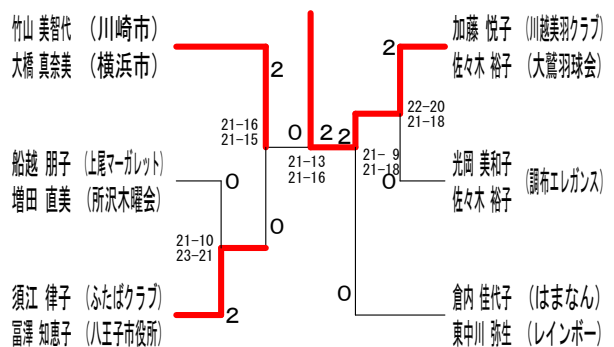 竹山 美智代 (川崎市)
大橋 真奈美 (横浜市)
2
21-16
21-15
船越 朋子 (上尾マーガレット)
増田 直美 (所沢木曜会)
0
0
21-10
23-21
須江 律子 (ふたばクラブ)
冨澤 知恵子 (八王子市役所)
2
0 2
21-13
21-16
加藤 悦子 (川越美羽クラブ)
佐々木 裕子 (大鷲羽球会)
2
22-20
21-18
2
21- 9
21-18
光岡 美和子
佐々木 裕子
(調布エレガンス)
0
0
倉内 佳代子 (はまなん)
東中川 弥生 (レインボー)